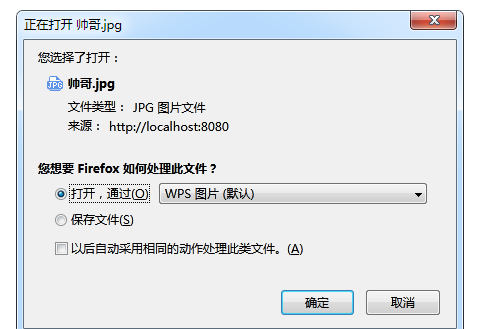 正在打开 帅哥.jpg
您选择了打开：
JPG 帅哥.jpg
文件类型： JPG 图片文件
来源： http://localhost:8080
您想要 Firefox 如何处理此文件？
打开，通过(O) WPS 图片 (默认)
保存文件(S)
以后自动采用相同的动作处理此类文件。(A)
确定 取消